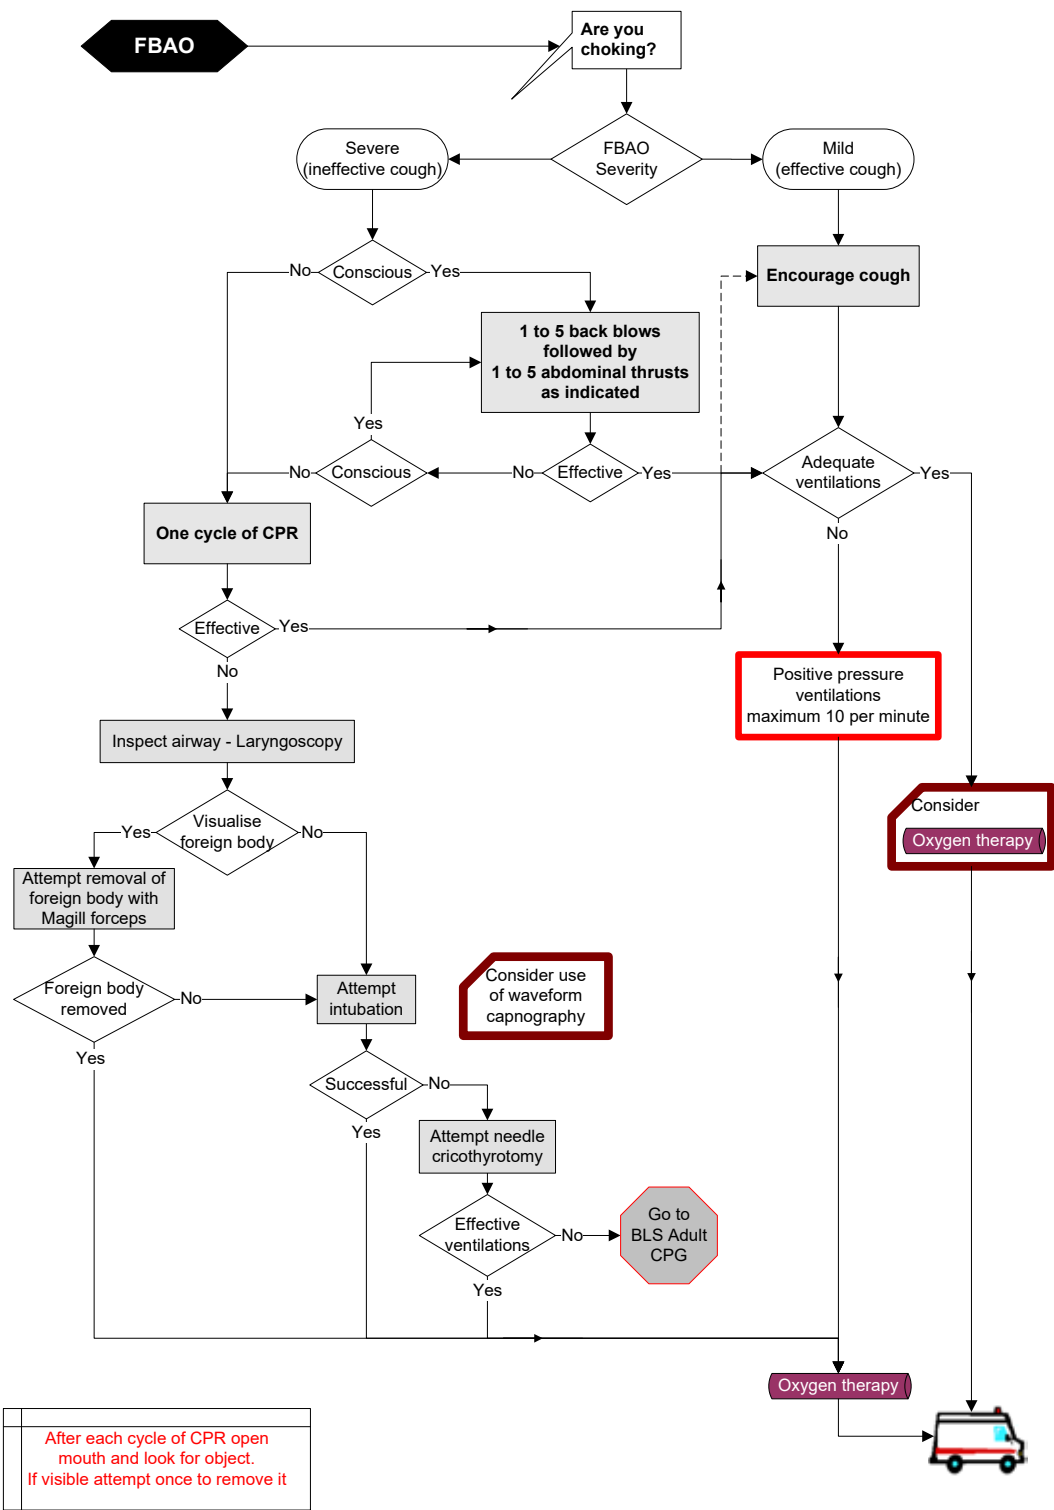 FBAO
Are you
choking?
Severe
(ineffective cough)
FBAO
Severity
Mild
(effective cough)
No
Conscious
Yes
Encourage cough
1 to 5 back blows
followed by
1 to 5 abdominal thrusts
as indicated
Yes
No
Conscious
No
Effective
Yes
Adequate
ventilations
Yes
No
One cycle of CPR
Effective
Yes
No
Positive pressure
ventilations
maximum 10 per minute
Inspect airway - Laryngoscopy
Consider
Oxygen therapy
Yes
Visualise
foreign body
No
Attempt removal of
foreign body with
Magill forceps
Foreign body
removed
No
Yes
Attempt
intubation
Consider use
of waveform
capnography
Successful
No
Yes
Attempt needle
cricothyrotomy
Effective
ventilations
No
Yes
Go to
BLS Adult
CPG
Oxygen therapy
After each cycle of CPR open
mouth and look for object.
If visible attempt once to remove it